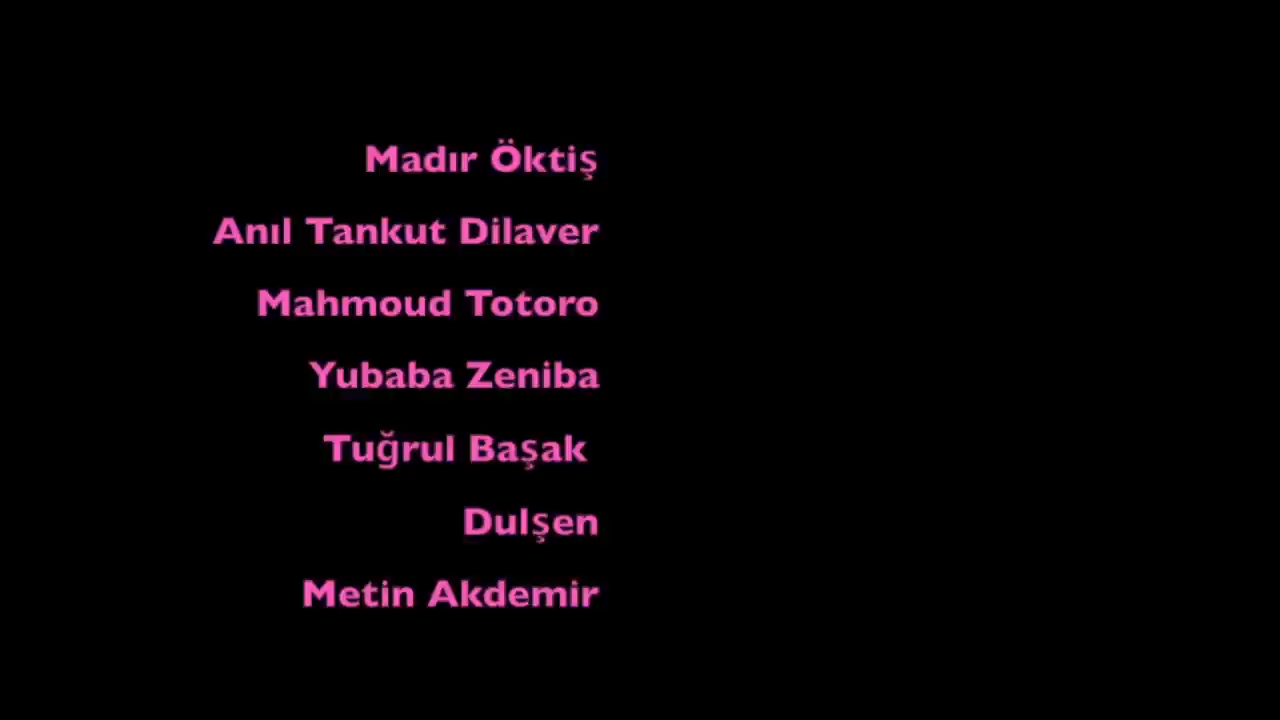 Madır Öktiş
Anıl Tankut Dilaver
Mahmoud Totoro
Yubaba Zeniba
Tuğrul Başak
Dulşen
Metin Akdemir